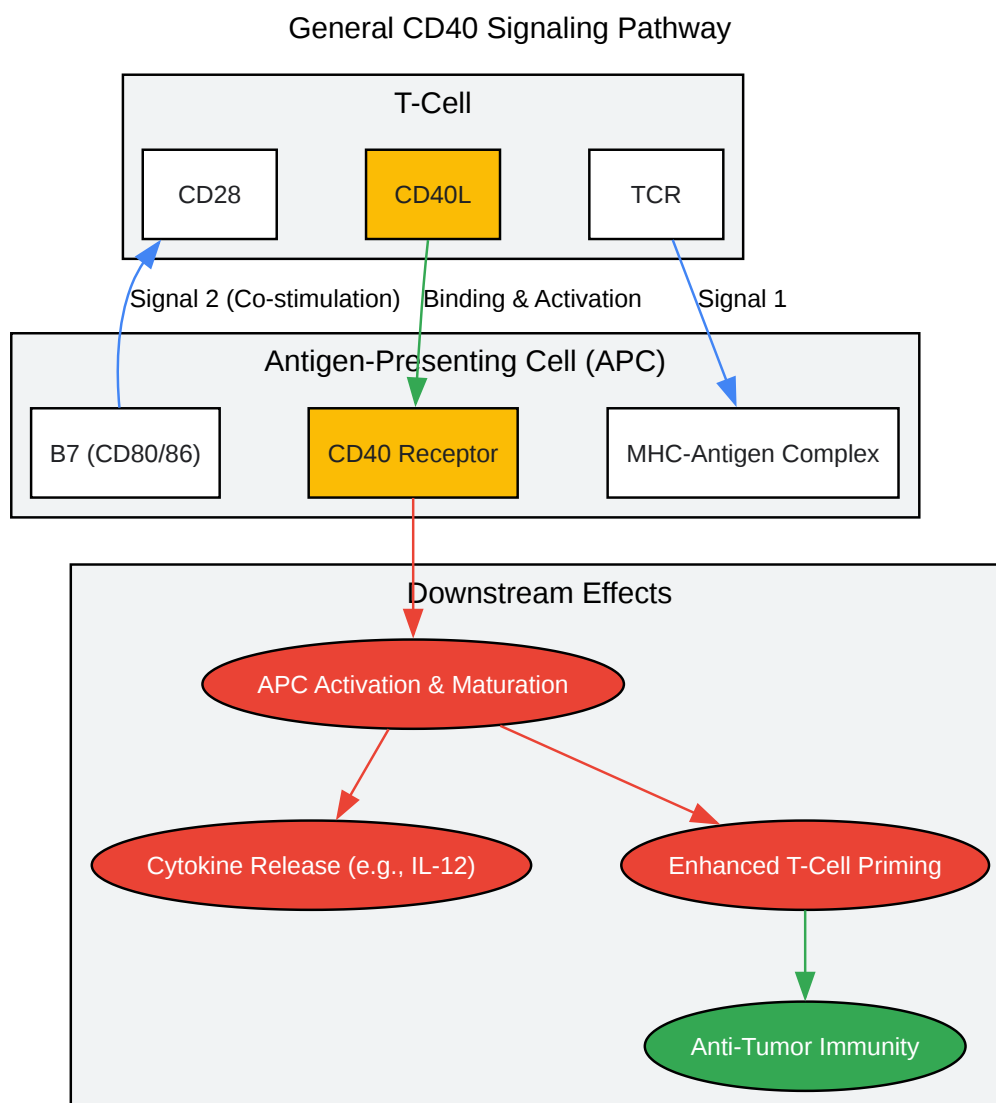 General CD40 Signaling Pathway
T-Cell
CD28
CD40L
TCR
Signal 2 (Co-stimulation)
Binding & Activation
Signal 1
Antigen-Presenting Cell (APC)
B7 (CD80/86)
CD40 Receptor
MHC-Antigen Complex
Downstream Effects
APC Activation & Maturation
Cytokine Release (e.g., IL-12)
Enhanced T-Cell Priming
Anti-Tumor Immunity